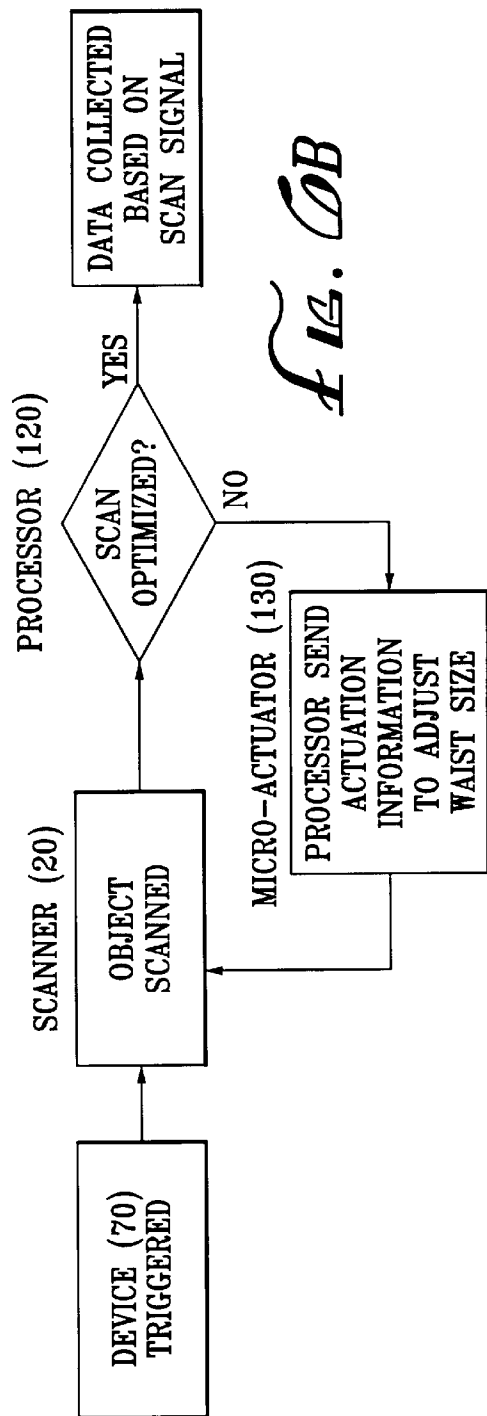 DEVICE (70)
TRIGGERED
SCANNER (20)
OBJECT
SCANNED
PROCESSOR (120)
SCAN
OPTIMIZED?
YES
NO
DATA COLLECTED
BASED ON
SCAN SIGNAL
MICRO-ACTUATOR (130)
PROCESSOR SEND
ACTUATION
INFORMATION
TO ADJUST
WAIST SIZE
FIG. 6B